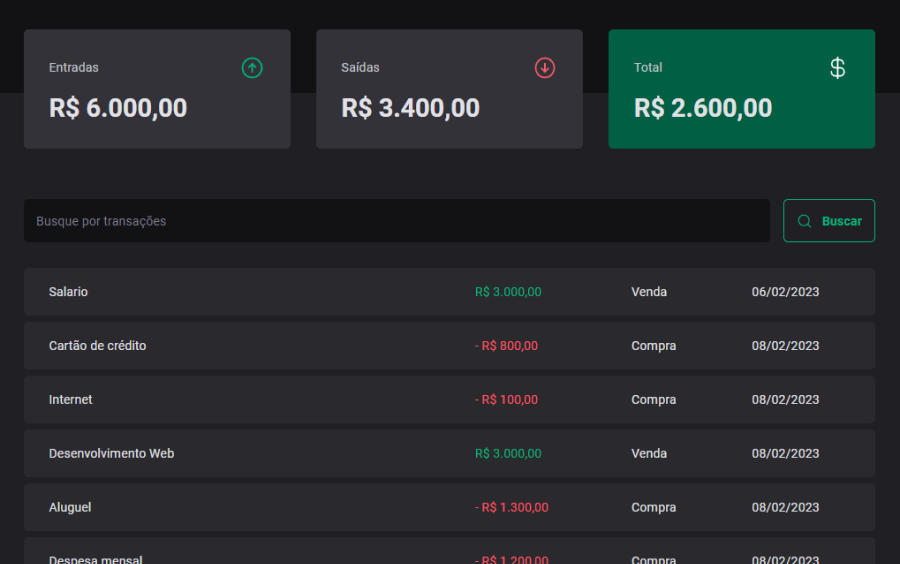 Entradas
R$ 6.000,00
Saídas
R$ 3.400,00
Total
R$ 2.600,00
Busque por transações
Buscar
Salario R$ 3.000,00 Venda 06/02/2023
Cartão de crédito - R$ 800,00 Compra 08/02/2023
Internet - R$ 100,00 Compra 08/02/2023
Desenvolvimento Web R$ 3.000,00 Venda 08/02/2023
Aluguel - R$ 1.300,00 Compra 08/02/2023
Despesa mensal - R$ 1.200,00 Compra 08/02/2023